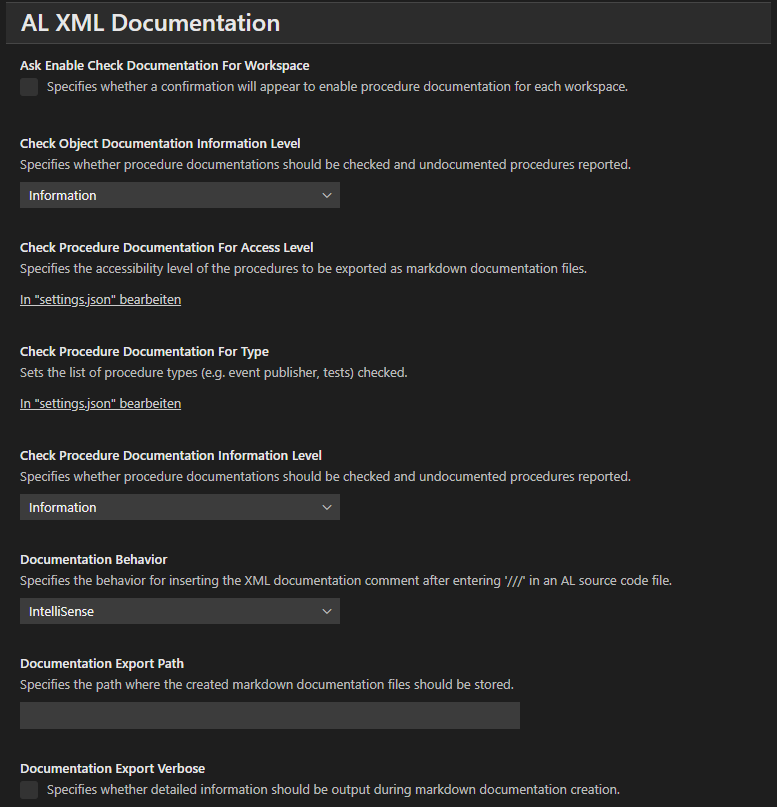 AL XML Documentation
Ask Enable Check Documentation For Workspace
Specifies whether a confirmation will appear to enable procedure documentation for each workspace.
Check Object Documentation Information Level
Specifies whether procedure documentations should be checked and undocumented procedures reported.
Information
Check Procedure Documentation For Access Level
Specifies the accessibility level of the procedures to be exported as markdown documentation files.
In "settings.json" bearbeiten
Check Procedure Documentation For Type
Sets the list of procedure types (e.g. event publisher, tests) checked.
In "settings.json" bearbeiten
Check Procedure Documentation Information Level
Specifies whether procedure documentations should be checked and undocumented procedures reported.
Information
Documentation Behavior
Specifies the behavior for inserting the XML documentation comment after entering '///' in an AL source code file.
IntelliSense
Documentation Export Path
Specifies the path where the created markdown documentation files should be stored.
Documentation Export Verbose
Specifies whether detailed information should be output during markdown documentation creation.